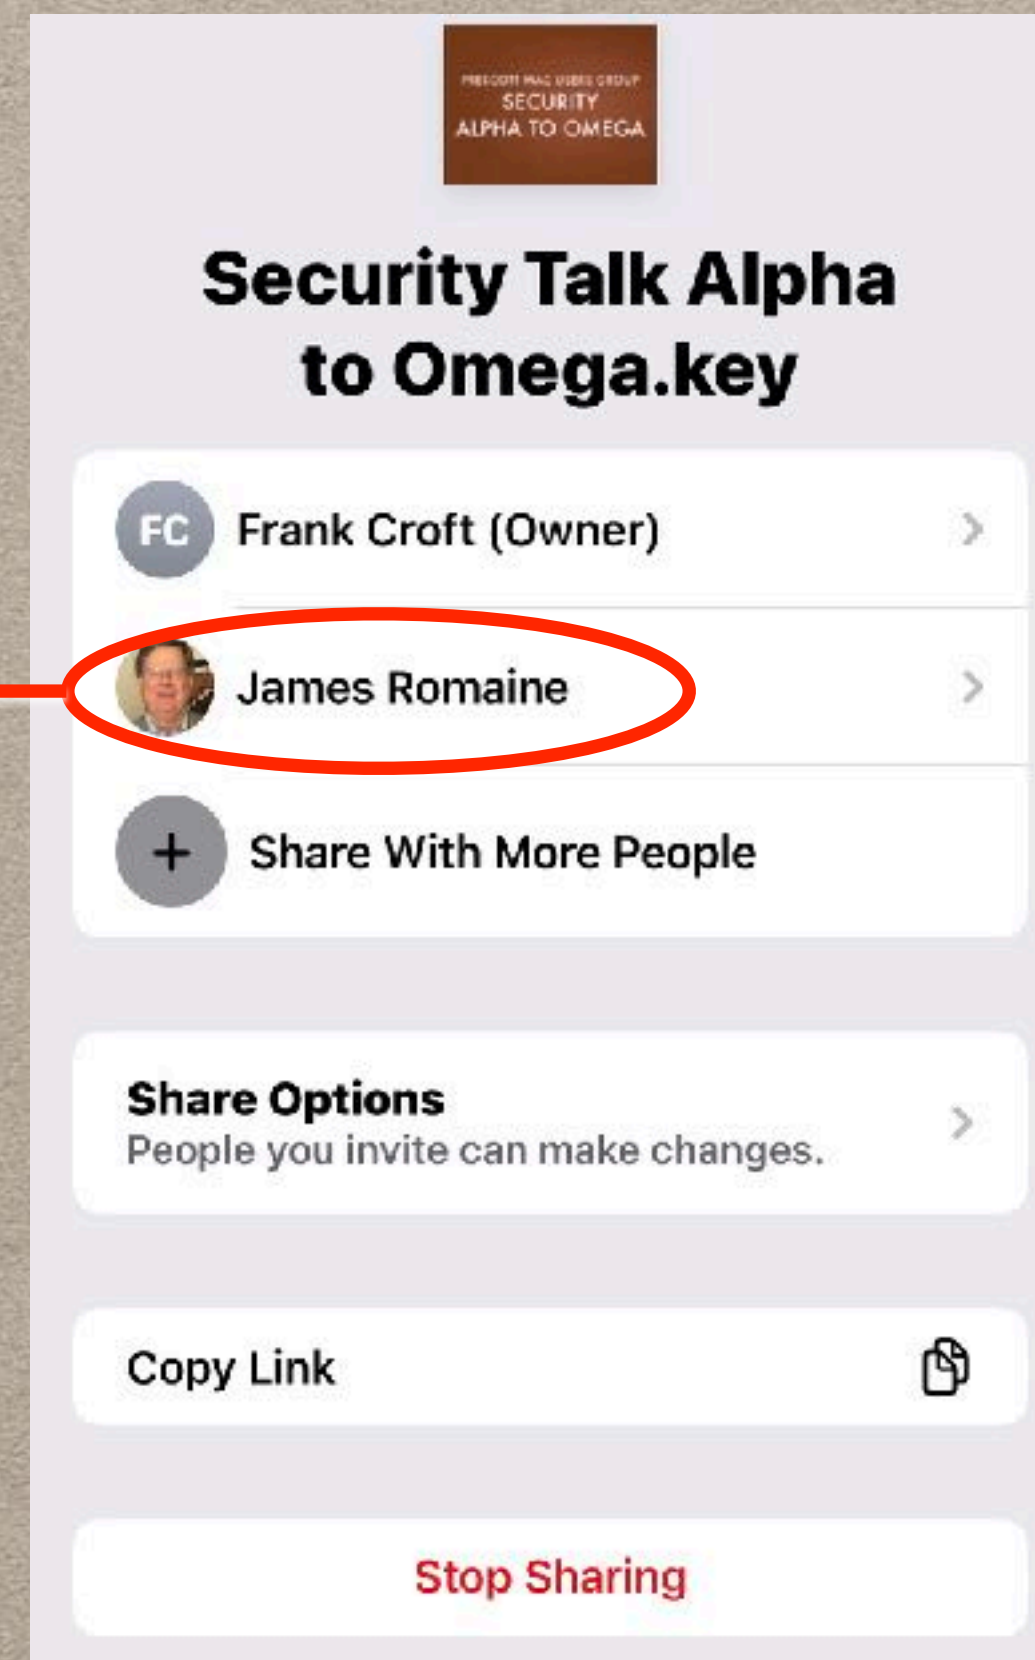 PRESCOTT MAC USERS GROUP
SECURITY
ALPHA TO OMEGA
Security Talk Alpha
to Omega.key
FC
Frank Croft (Owner)
James Romaine
+
Share With More People
Share Options
People you invite can make changes.
Copy Link
Stop Sharing